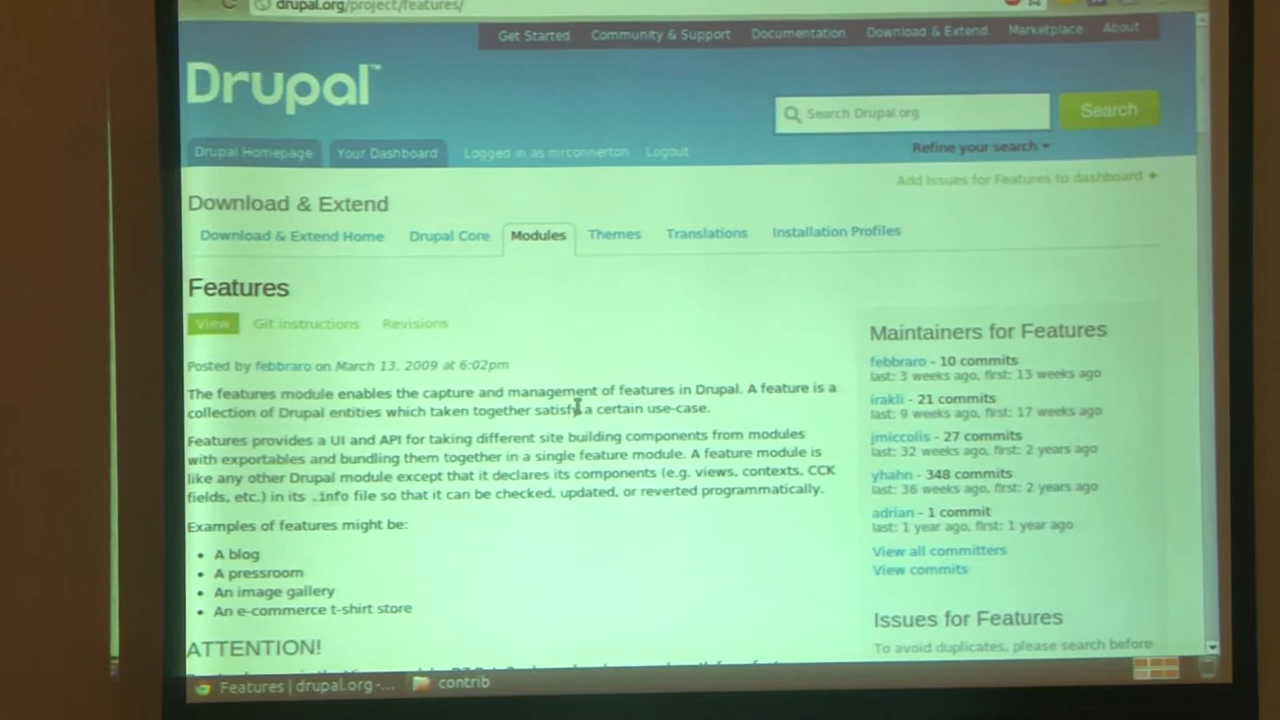 drupal.org/project/features/
Get Started Community & Support Documentation Download & Extend Marketplace About
Drupal™
Search Drupal.org Search
Refine your search
Drupal Homepage Your Dashboard Logged in as mrconnerton Logout
Add Issues for Features to dashboard +
Download & Extend
Download & Extend Home Drupal Core Modules Themes Translations Installation Profiles
Features
View Git instructions Revisions
Posted by febbraro on March 13, 2009 at 6:02pm
The features module enables the capture and management of features in Drupal. A feature is a
collection of Drupal entities which taken together satisfy a certain use-case.
Features provides a UI and API for taking different site building components from modules
with exportables and bundling them together in a single feature module. A feature module is
like any other Drupal module except that it declares its components (e.g. views, contexts, CCK
fields, etc.) in its .info file so that it can be checked, updated, or reverted programmatically.
Examples of features might be:
• A blog
• A pressroom
• An image gallery
• An e-commerce t-shirt store
ATTENTION!
Maintainers for Features
febbraro - 10 commits
last: 3 weeks ago, first: 13 weeks ago
irakli - 21 commits
last: 9 weeks ago, first: 17 weeks ago
jmiccolis - 27 commits
last: 32 weeks ago, first: 2 years ago
yhahn - 348 commits
last: 36 weeks ago, first: 2 years ago
adrian - 1 commit
last: 1 year ago, first: 1 year ago
View all committers
View commits
Issues for Features
To avoid duplicates, please search before
Features | drupal.org -... contrib